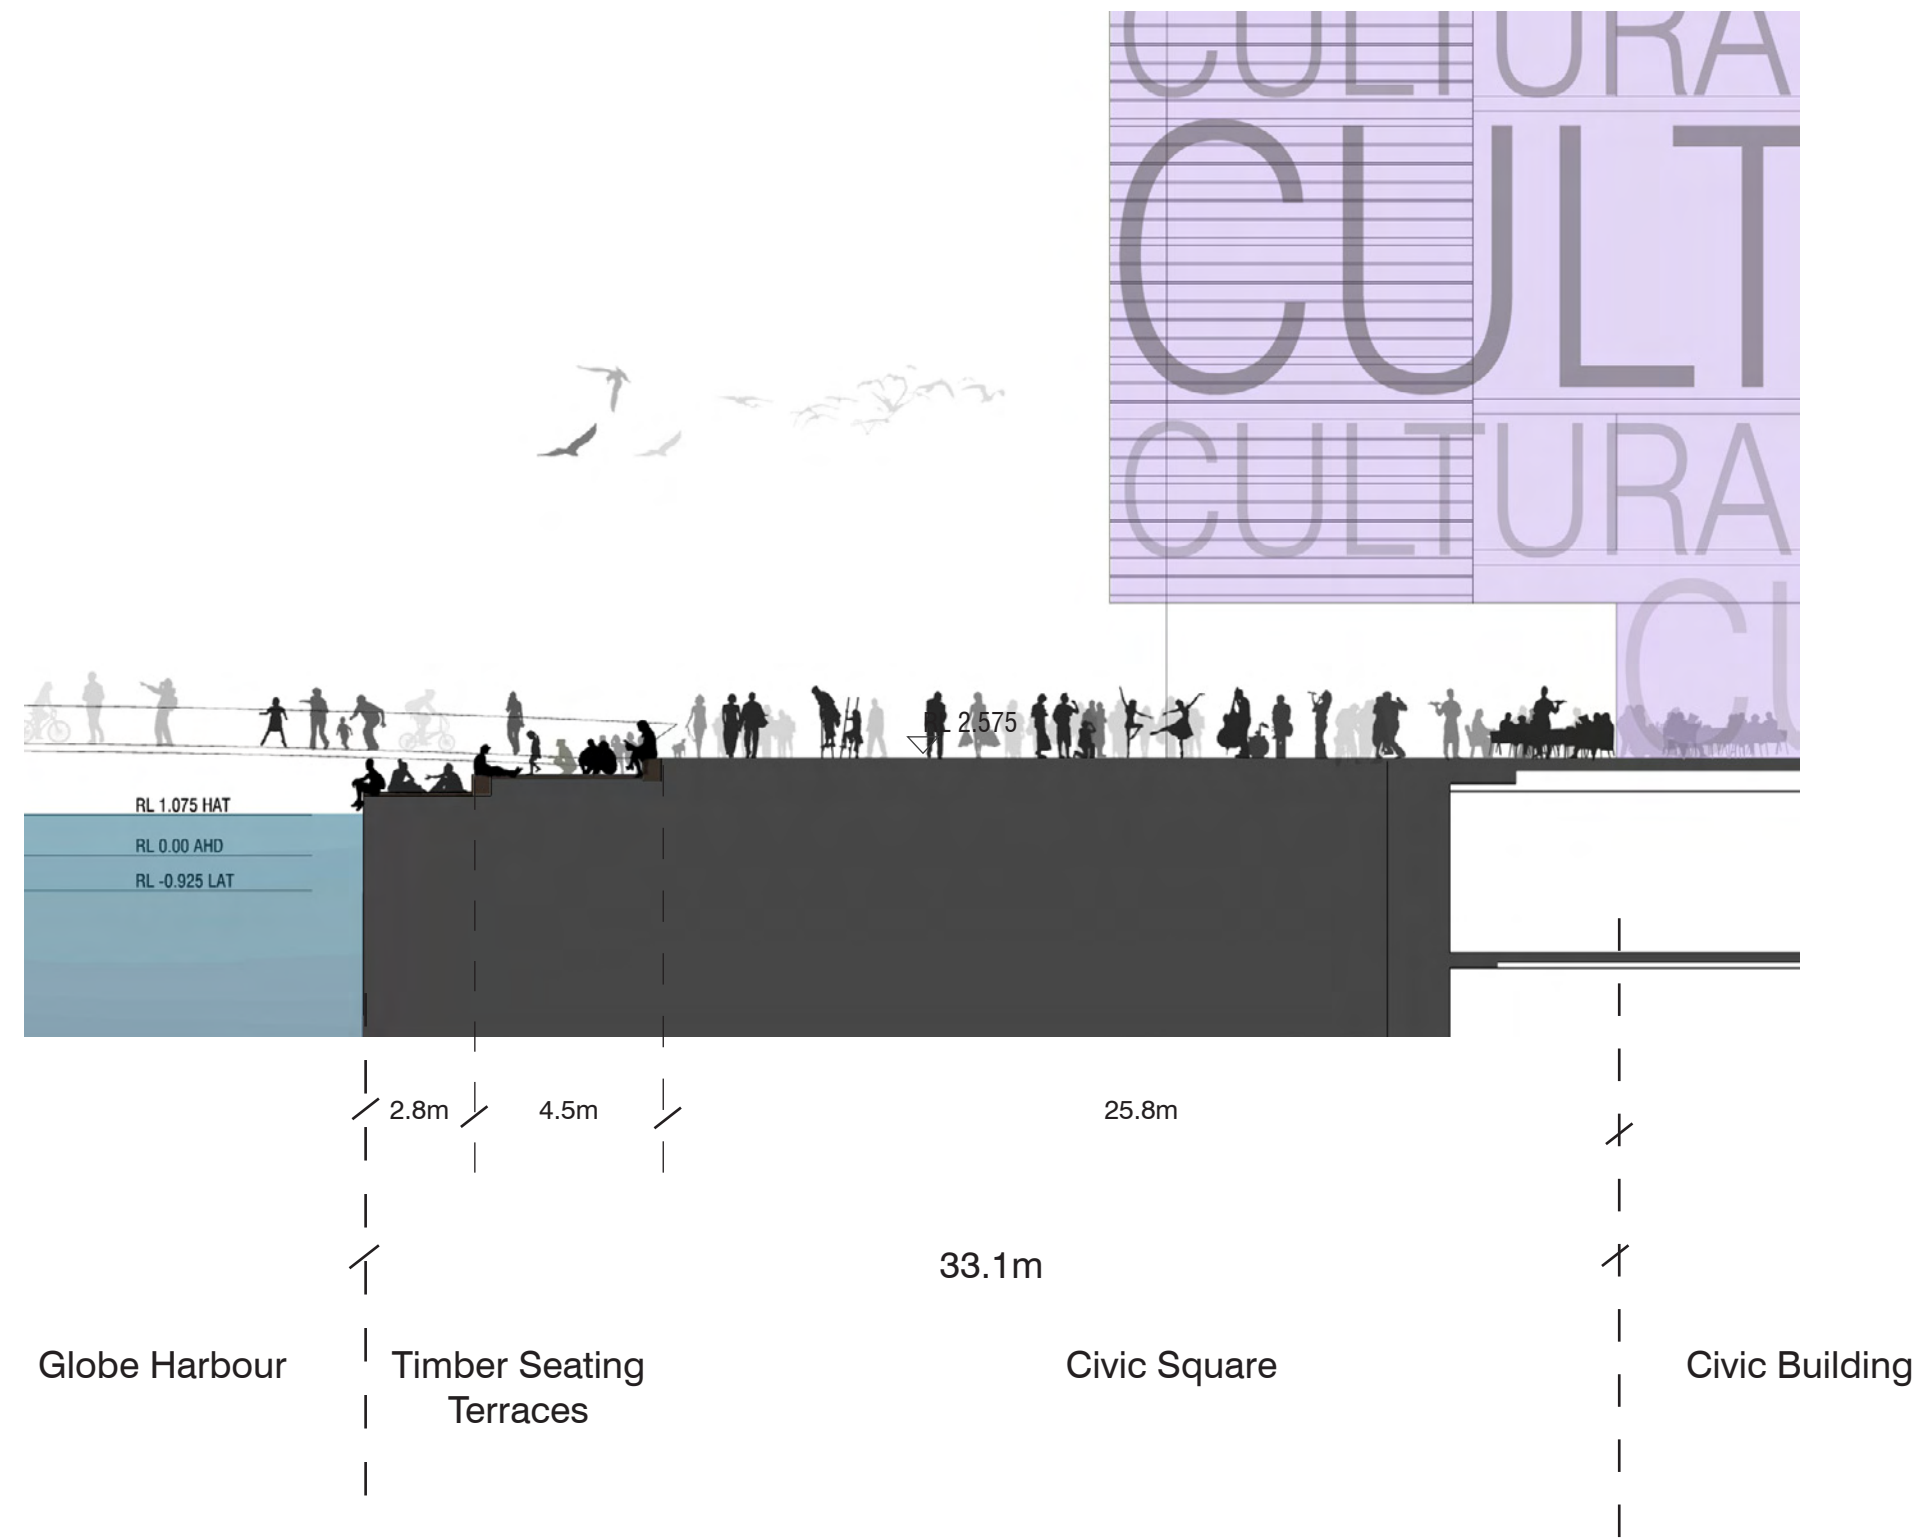 CULTURA
CULT
CULTURA
CU
RL 2.575
RL 1.075 HAT
RL 0.00 AHD
RL -0.925 LAT
2.8m 4.5m 25.8m
33.1m
Globe Harbour Timber Seating Civic Square Civic Building
Terraces